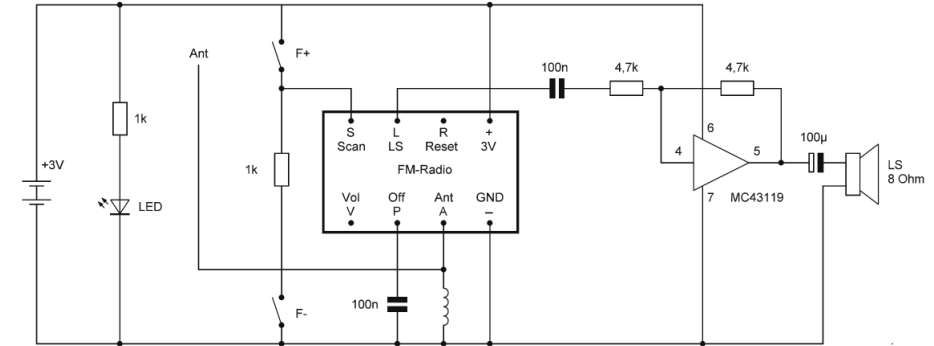 Ant
F+
100n
4,7k
4,7k
1k
S L R +
Scan LS Reset 3V
6
100µ
+3V
1k
FM-Radio
4
5
LS
8 Ohm
LED
Vol Off Ant GND
V P A –
7
MC43119
100n
F-